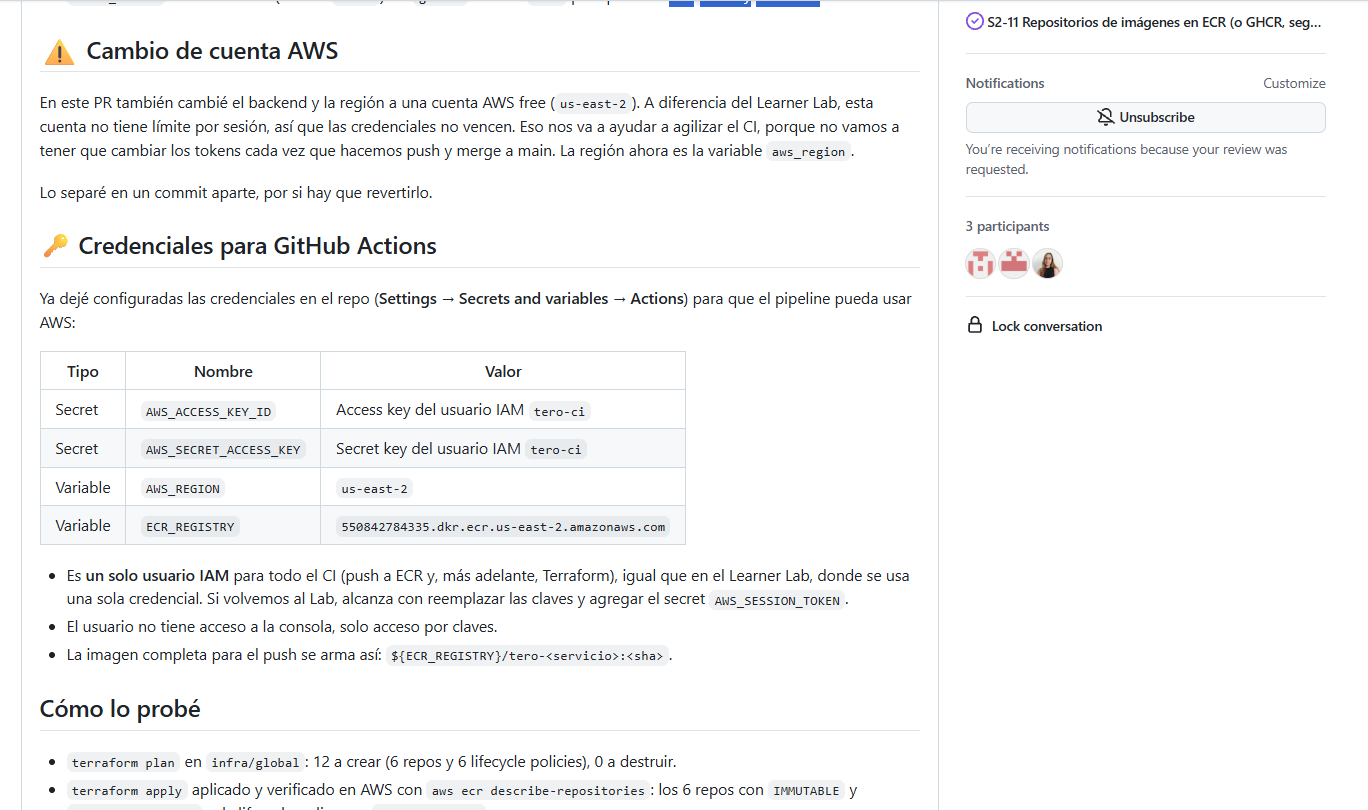 ⚠️ Cambio de cuenta AWS
En este PR también cambié el backend y la región a una cuenta AWS free ( us-east-2 ). A diferencia del Learner Lab, esta
cuenta no tiene límite por sesión, así que las credenciales no vencen. Eso nos va a ayudar a agilizar el CI, porque no vamos a
tener que cambiar los tokens cada vez que hacemos push y merge a main. La región ahora es la variable aws_region .
Lo separé en un commit aparte, por si hay que revertirlo.
🔑 Credenciales para GitHub Actions
Ya dejé configuradas las credenciales en el repo (Settings → Secrets and variables → Actions) para que el pipeline pueda usar
AWS:
Tipo Nombre Valor
Secret AWS_ACCESS_KEY_ID Access key del usuario IAM tero-ci
Secret AWS_SECRET_ACCESS_KEY Secret key del usuario IAM tero-ci
Variable AWS_REGION us-east-2
Variable ECR_REGISTRY 550842784335.dkr.ecr.us-east-2.amazonaws.com
• Es un solo usuario IAM para todo el CI (push a ECR y, más adelante, Terraform), igual que en el Learner Lab, donde se usa
una sola credencial. Si volvemos al Lab, alcanza con reemplazar las claves y agregar el secret AWS_SESSION_TOKEN .
• El usuario no tiene acceso a la consola, solo acceso por claves.
• La imagen completa para el push se arma así: ${ECR_REGISTRY}/tero-<servicio>:<sha> .
Cómo lo probé
• terraform plan en infra/global : 12 a crear (6 repos y 6 lifecycle policies), 0 a destruir.
• terraform apply aplicado y verificado en AWS con aws ecr describe-repositories : los 6 repos con IMMUTABLE y
S2-11 Repositorios de imágenes en ECR (o GHCR, seg...
Notifications Customize
Unsubscribe
You're receiving notifications because your review was
requested.
3 participants
Lock conversation